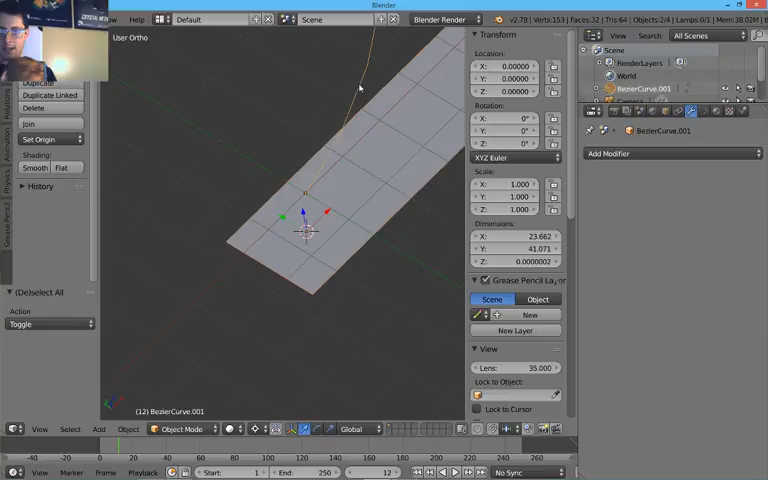 Blender
Help
Default
Scene
Blender Render
v2.78 | Verts:153 | Faces:32 | Tris:64 | Objects:2/4 | Lamps:0/1 | Mem:38.02M
User Ortho
Transform
View
Search
All Scenes
Scene
RenderLayers
World
BezierCurve.001
Location:
X: 0.00000
Y: 0.00000
Z: 0.00000
Rotation:
X: 0°
Y: 0°
Z: 0°
XYZ Euler
Scale:
X: 1.000
Y: 1.000
Z: 1.000
Dimensions:
X: 23.662
Y: 41.071
Z: 0.0000002
Grease Pencil Layer
Scene
Object
New
New Layer
View
Lens: 35.000
Lock to Object:
Lock to Cursor
BezierCurve.001
Add Modifier
Duplicate
Duplicate Linked
Delete
Join
Set Origin
Shading:
Smooth
Flat
History
Relations
Animation
Physics
Grease Pencil
(De)select All
Action
Toggle
(12) BezierCurve.001
View
Select
Add
Object
Object Mode
Global
-40
-20
0
20
40
60
80
100
120
140
160
180
200
220
240
260
View
Marker
Frame
Playback
Start: 1
End: 250
12
No Sync